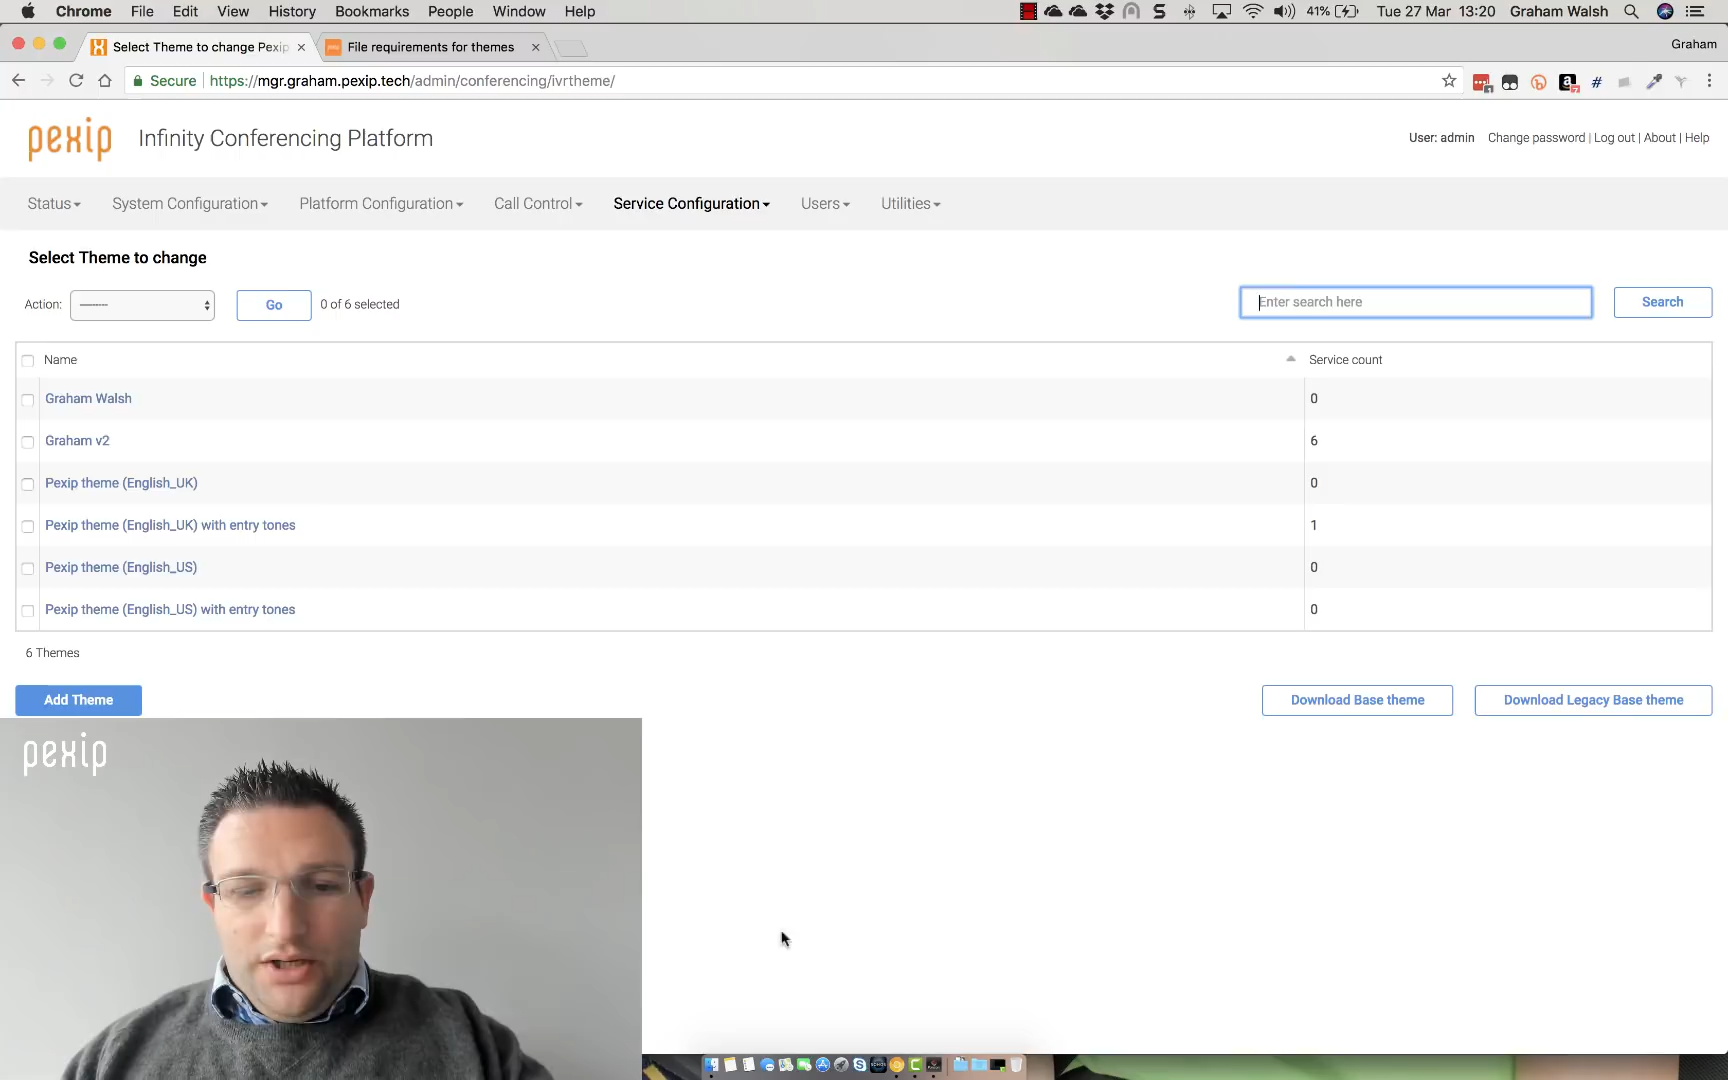 Chrome File Edit View History Bookmarks People Window Help 41% Tue 27 Mar 13:20 Graham Walsh
Select Theme to change Pexip File requirements for themes Graham
Secure https://mgr.graham.pexip.tech/admin/conferencing/ivrtheme/
pexip Infinity Conferencing Platform User: admin Change password | Log out | About | Help
Status System Configuration Platform Configuration Call Control Service Configuration Users Utilities
Select Theme to change
Action: -------- Go 0 of 6 selected Enter search here Search
Name Service count
Graham Walsh 0
Graham v2 6
Pexip theme (English_UK) 0
Pexip theme (English_UK) with entry tones 1
Pexip theme (English_US) 0
Pexip theme (English_US) with entry tones 0
6 Themes
Add Theme Download Base theme Download Legacy Base theme
pexip